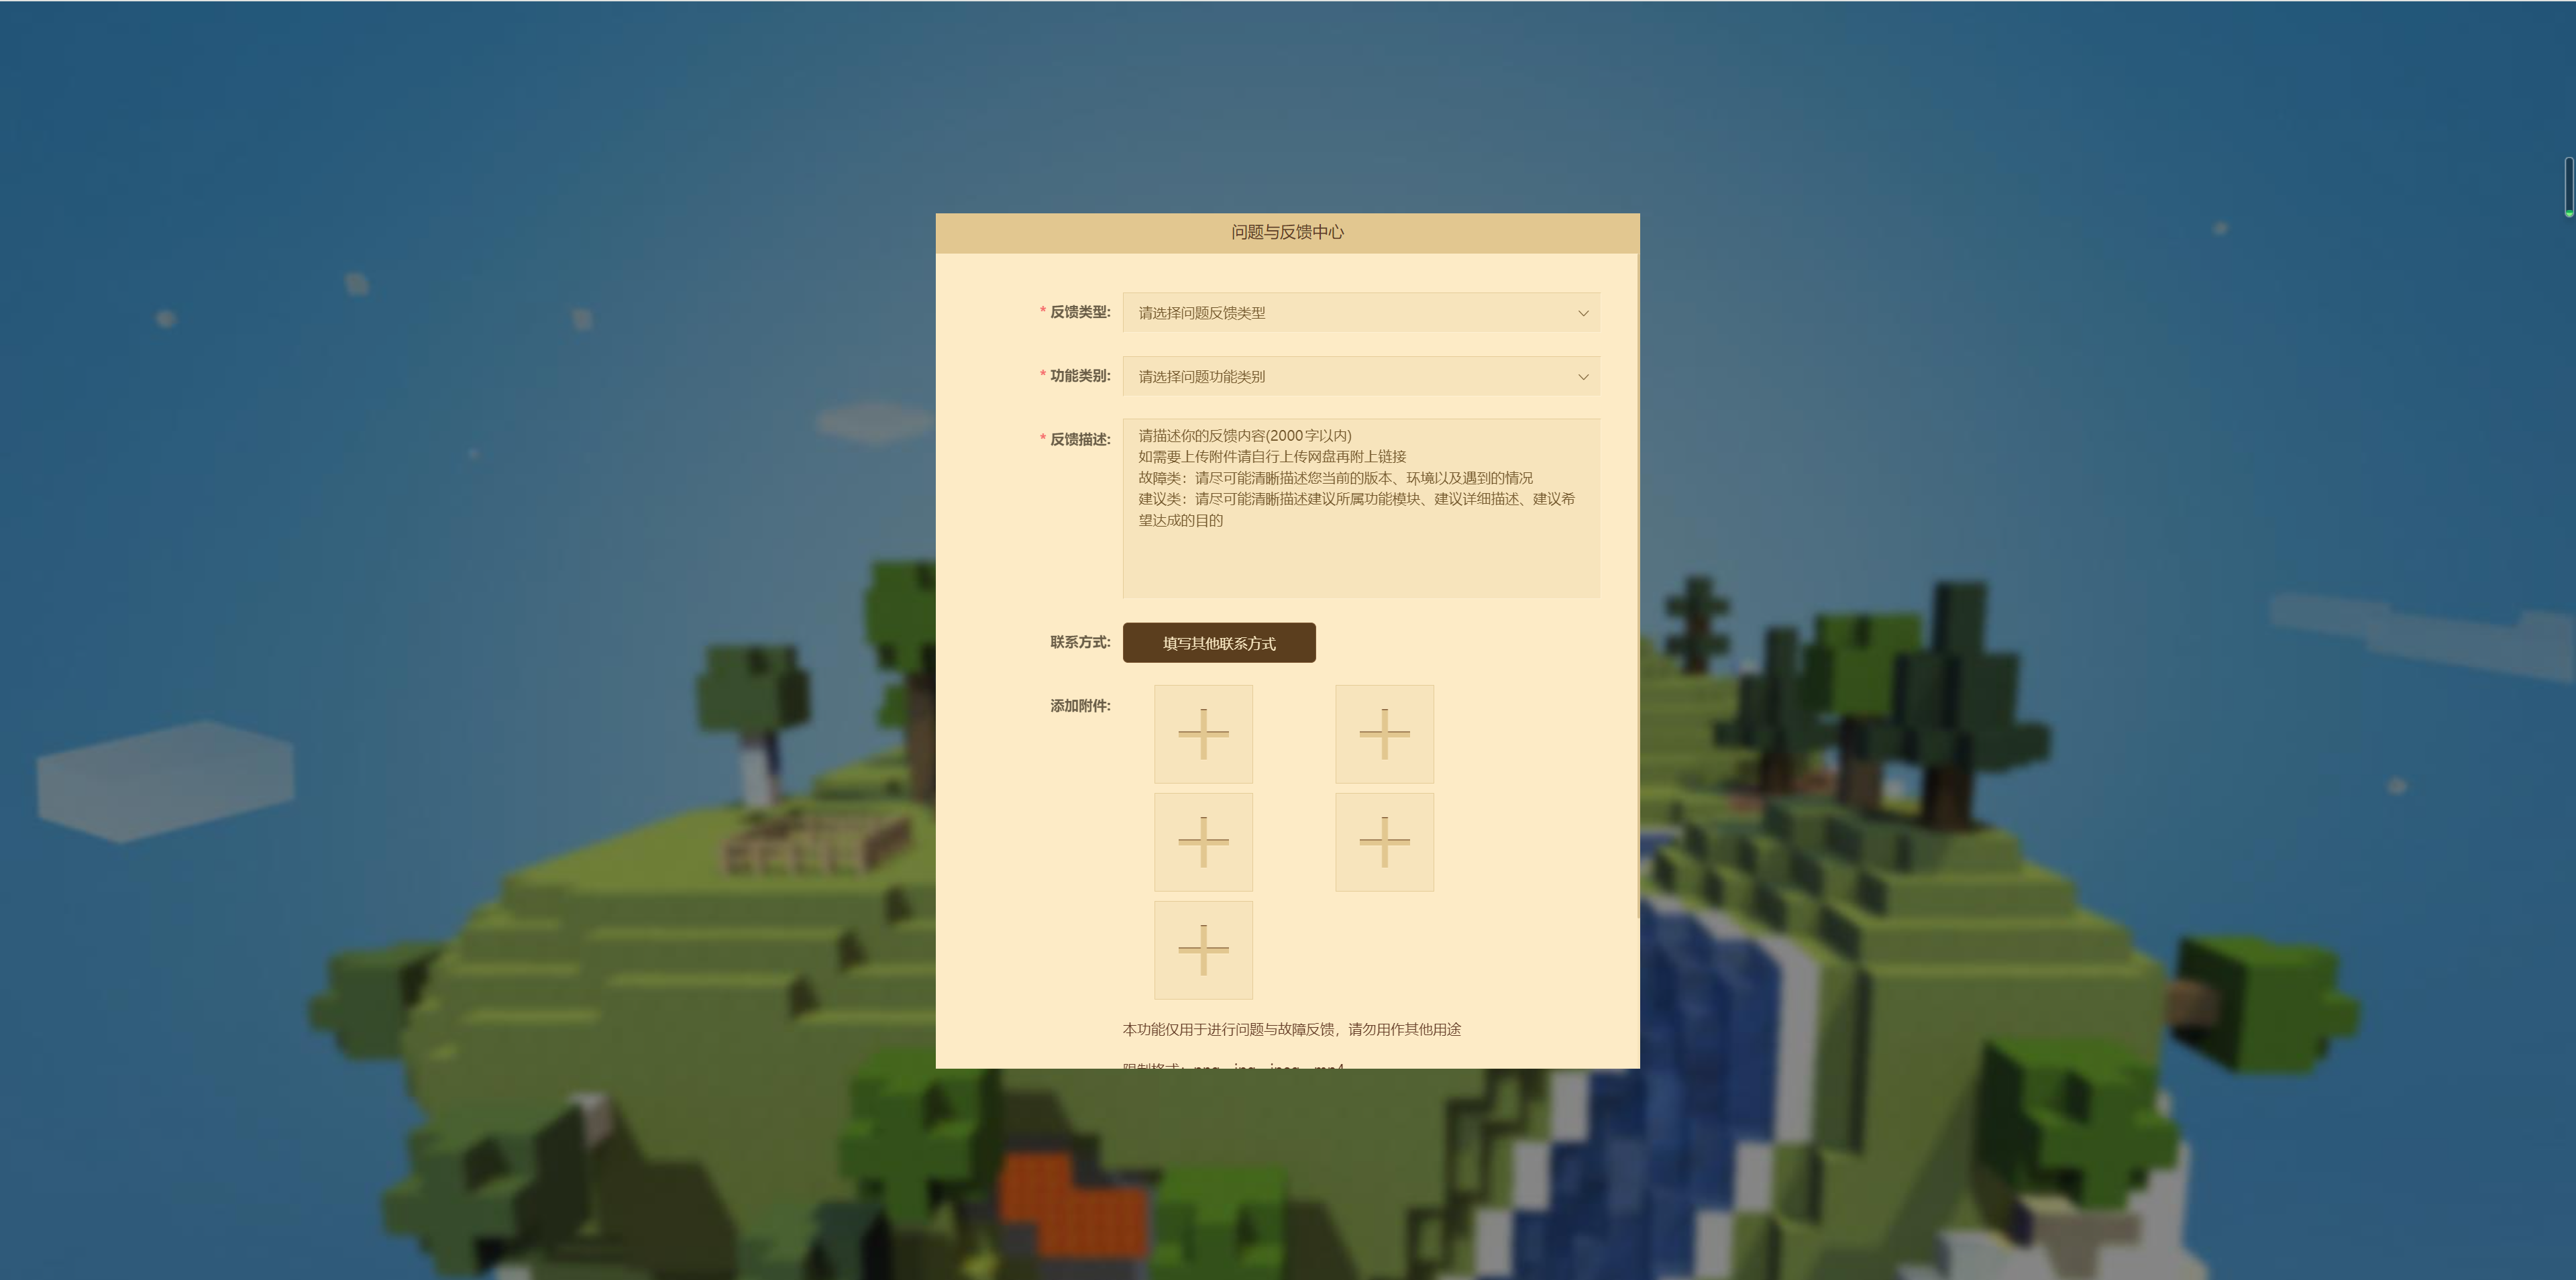 问题与反馈中心
* 反馈类型: 请选择问题反馈类型
* 功能类别: 请选择问题功能类别
* 反馈描述: 请描述你的反馈内容(2000字以内)
如需要上传附件请自行上传网盘再附上链接
故障类：请尽可能清晰描述您当前的版本、环境以及遇到的情况
建议类：请尽可能清晰描述建议所属功能模块、建议详细描述、建议希
望达成的目的
联系方式: 填写其他联系方式
添加附件:
本功能仅用于进行问题与故障反馈，请勿用作其他用途
限制格式：png、jpg、jpeg、mp4